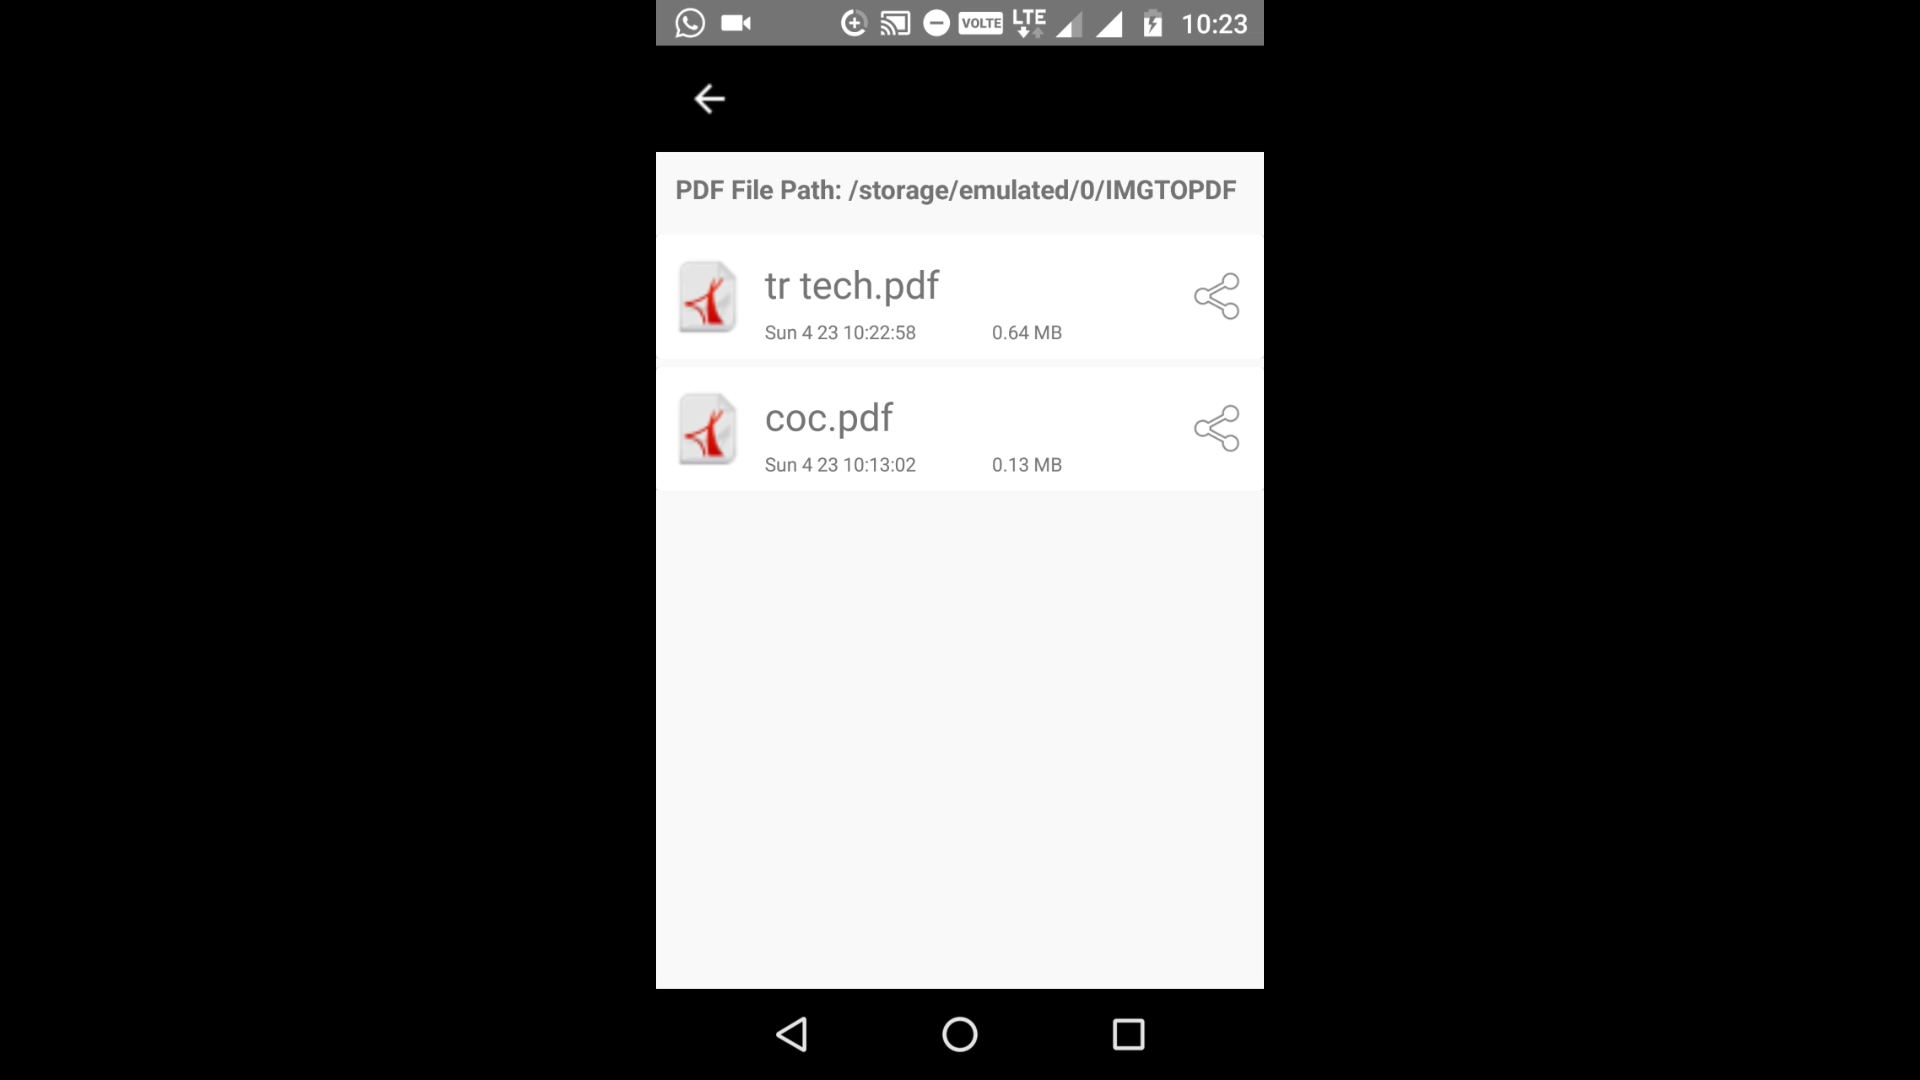 VOLTE LTE 10:23
PDF File Path: /storage/emulated/0/IMGTOPDF
tr tech.pdf
Sun 4 23 10:22:58 0.64 MB
coc.pdf
Sun 4 23 10:13:02 0.13 MB